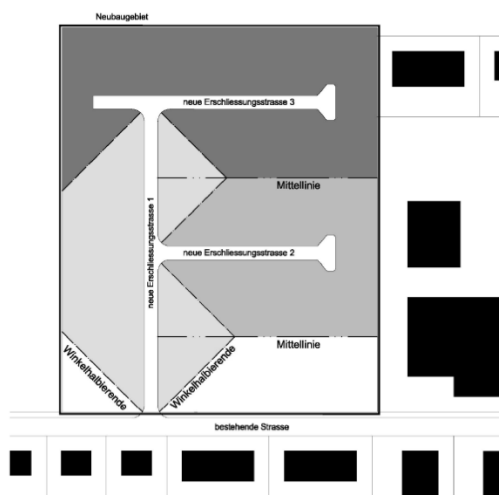 Neubaugebiet
neue Erschliessungsstrasse 3
Mittellinie
neue Erschliessungsstrasse 1
neue Erschliessungsstrasse 2
Mittellinie
Winkelhalbierende
Winkelhalbierende
bestehende Strasse